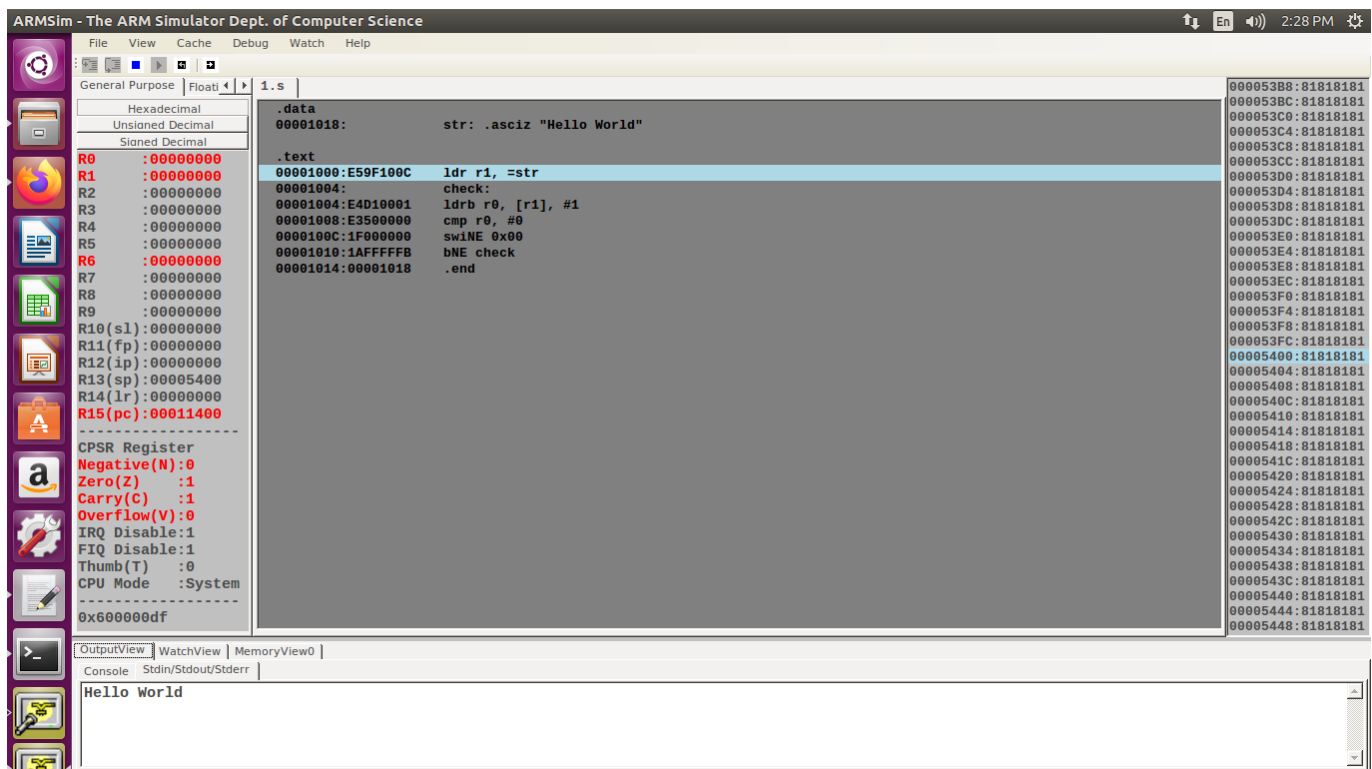 ARMSim - The ARM Simulator Dept. of Computer Science
En 2:28 PM
File View Cache Debug Watch Help
General Purpose Floati 1.s
Hexadecimal
Unsigned Decimal
Signed Decimal
R0 :00000000
R1 :00000000
R2 :00000000
R3 :00000000
R4 :00000000
R5 :00000000
R6 :00000000
R7 :00000000
R8 :00000000
R9 :00000000
R10(sl):00000000
R11(fp):00000000
R12(ip):00000000
R13(sp):00005400
R14(lr):00000000
R15(pc):00011400
------------------
CPSR Register
Negative(N):0
Zero(Z) :1
Carry(C) :1
Overflow(V):0
IRQ Disable:1
FIQ Disable:1
Thumb(T) :0
CPU Mode :System
------------------
0x600000df
.data
00001018: str: .asciz "Hello World"
.text
00001000:E59F100C ldr r1, =str
00001004: check:
00001004:E4D10001 ldrb r0, [r1], #1
00001008:E3500000 cmp r0, #0
0000100C:1F000000 swiNE 0x00
00001010:1AFFFFFB bNE check
00001014:00001018 .end
000053B8:81818181
000053BC:81818181
000053C0:81818181
000053C4:81818181
000053C8:81818181
000053CC:81818181
000053D0:81818181
000053D4:81818181
000053D8:81818181
000053DC:81818181
000053E0:81818181
000053E4:81818181
000053E8:81818181
000053EC:81818181
000053F0:81818181
000053F4:81818181
000053F8:81818181
000053FC:81818181
00005400:81818181
00005404:81818181
00005408:81818181
0000540C:81818181
00005410:81818181
00005414:81818181
00005418:81818181
0000541C:81818181
00005420:81818181
00005424:81818181
00005428:81818181
0000542C:81818181
00005430:81818181
00005434:81818181
00005438:81818181
0000543C:81818181
00005440:81818181
00005444:81818181
00005448:81818181
OutputView WatchView MemoryView0
Console Stdin/Stdout/Stderr
Hello World